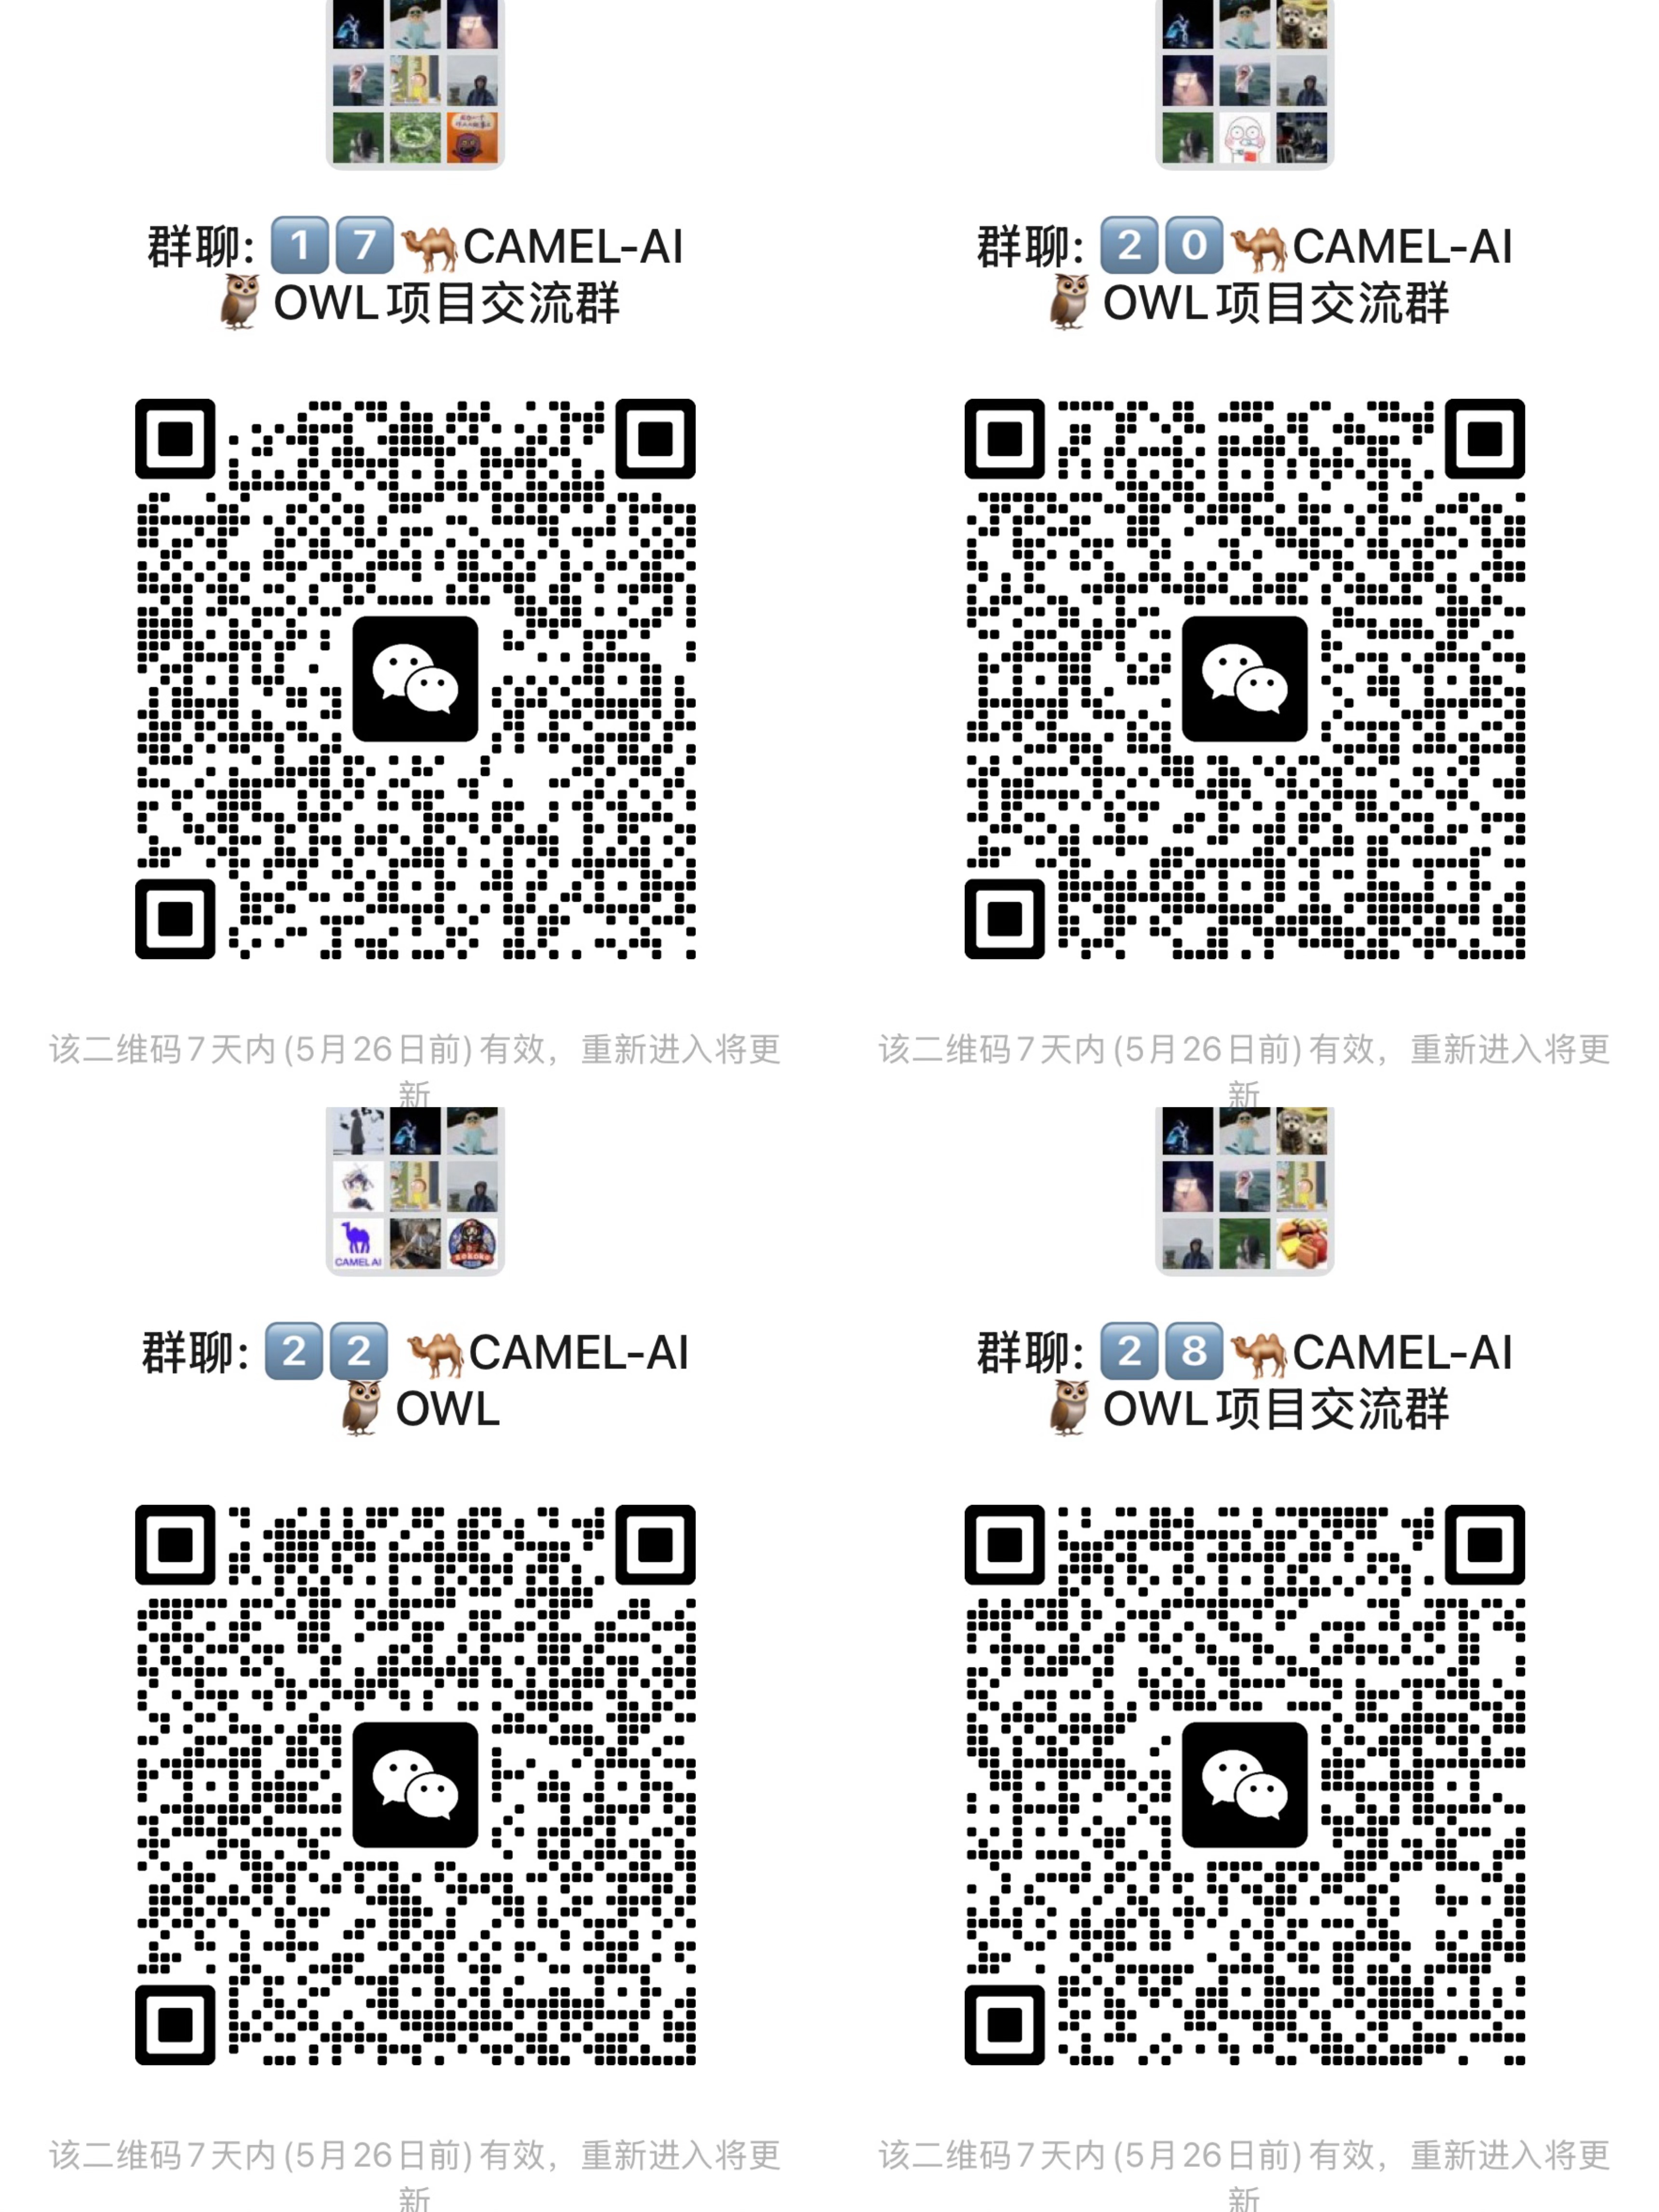 群聊: 1️⃣7️⃣🐫CAMEL-AI
🦉OWL项目交流群
该二维码7天内(5月26日前)有效，重新进入将更
新
群聊: 2️⃣0️⃣🐫CAMEL-AI
🦉OWL项目交流群
该二维码7天内(5月26日前)有效，重新进入将更
新
CAMEL AI
群聊: 2️⃣2️⃣ 🐫CAMEL-AI
🦉OWL
该二维码7天内(5月26日前)有效，重新进入将更
新
群聊: 2️⃣8️⃣🐫CAMEL-AI
🦉OWL项目交流群
该二维码7天内(5月26日前)有效，重新进入将更
新